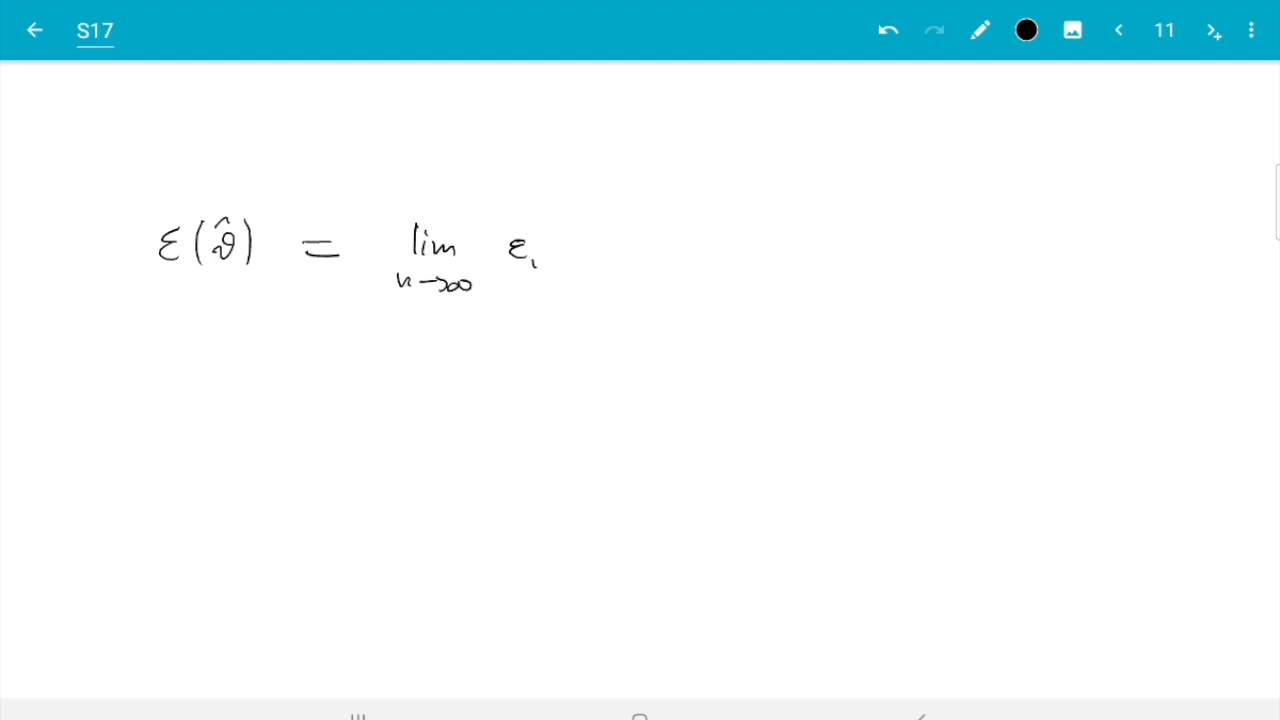 S17
11
ε(ϑ̂) = lim ε,
n→∞